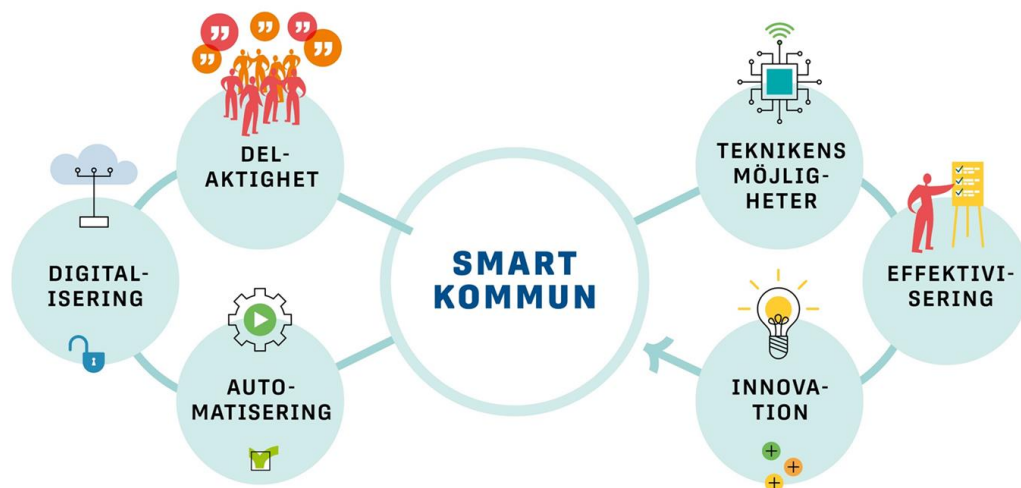 DEL-
AKTIGHET
DIGITAL-
ISERING
AUTO-
MATISERING
SMART
KOMMUN
TEKNIKENS
MÖJLIG-
HETER
EFFEKTIVI-
SERING
INNOVA-
TION